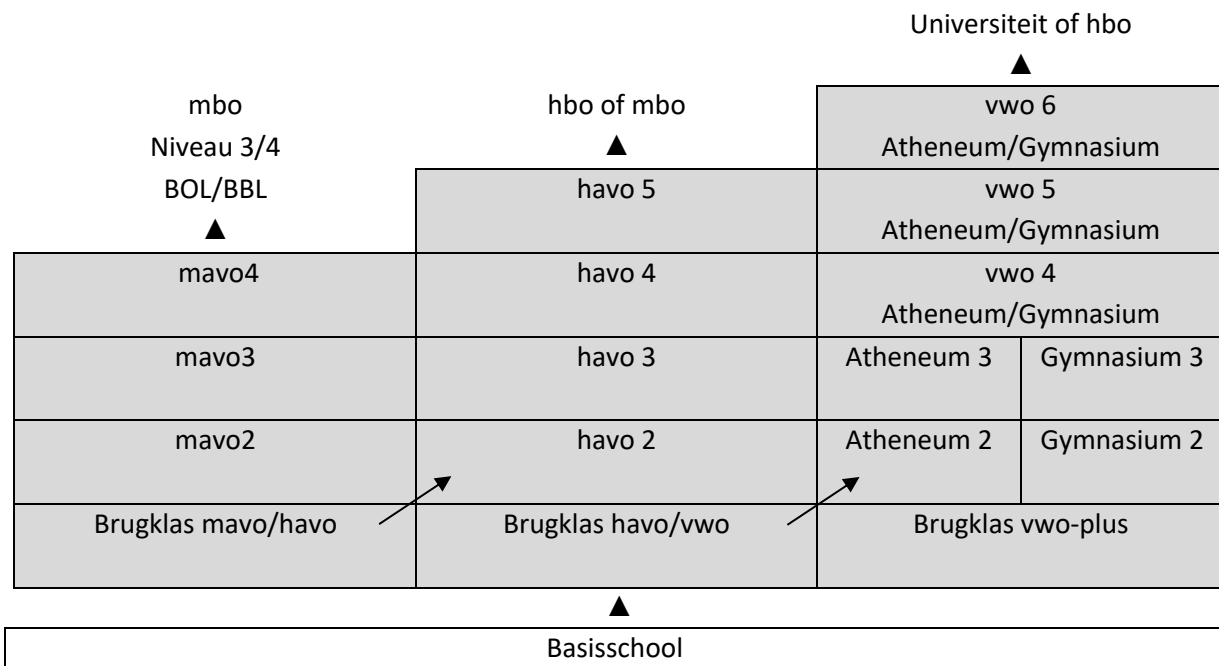 Universiteit of hbo
▲
mbo
Niveau 3/4
BOL/BBL
▲
hbo of mbo
▲
vwo 6
Atheneum/Gymnasium
havo 5
vwo 5
Atheneum/Gymnasium
mavo4
havo 4
vwo 4
Atheneum/Gymnasium
mavo3
havo 3
Atheneum 3
Gymnasium 3
mavo2
havo 2
Atheneum 2
Gymnasium 2
Brugklas mavo/havo
Brugklas havo/vwo
Brugklas vwo-plus
▲
Basisschool